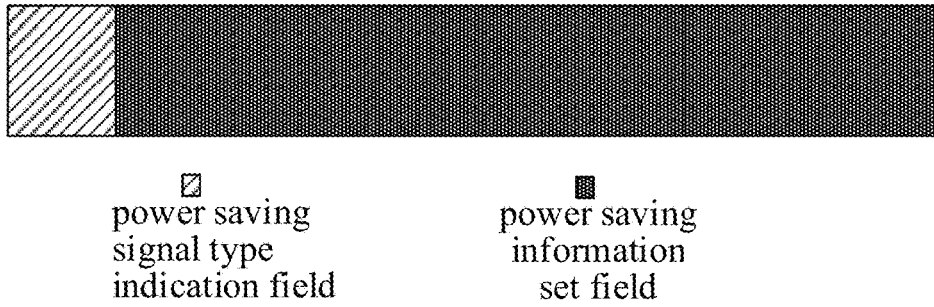 power saving
signal type
indication field
power saving
information
set field